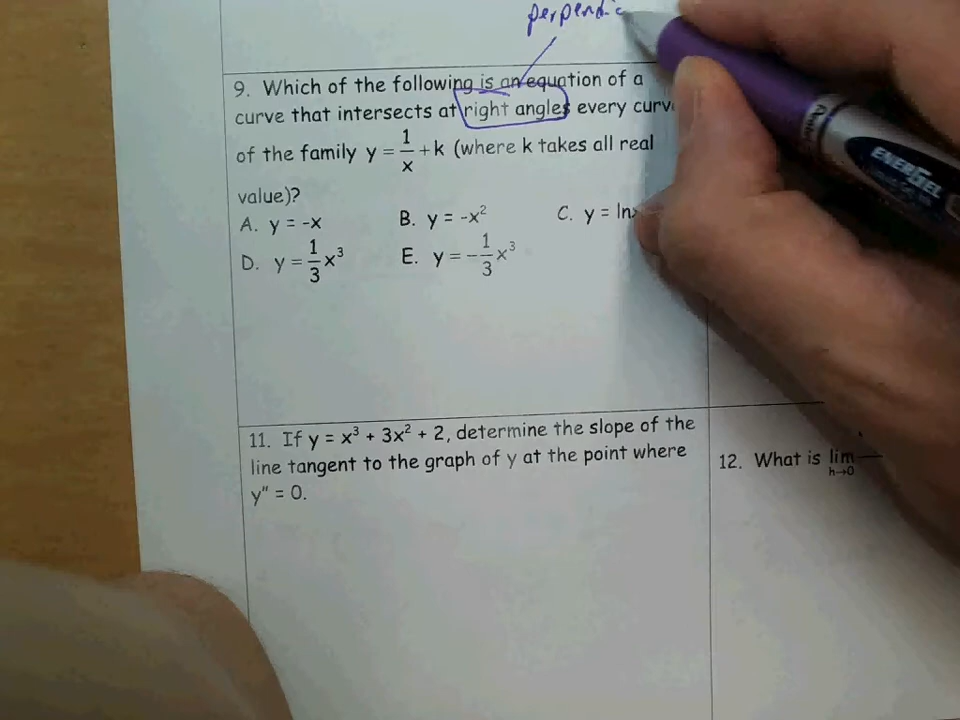 perpendic
9. Which of the following is an equation of a
curve that intersects at right angles every curv
of the family y = 1/x + k (where k takes all real
value)?
A. y = -x B. y = -x² C. y = ln
D. y = 1/3 x³ E. y = -1/3 x³
11. If y = x³ + 3x² + 2, determine the slope of the
line tangent to the graph of y at the point where
y" = 0.
12. What is lim
h→0
Pentel
ENERGEL